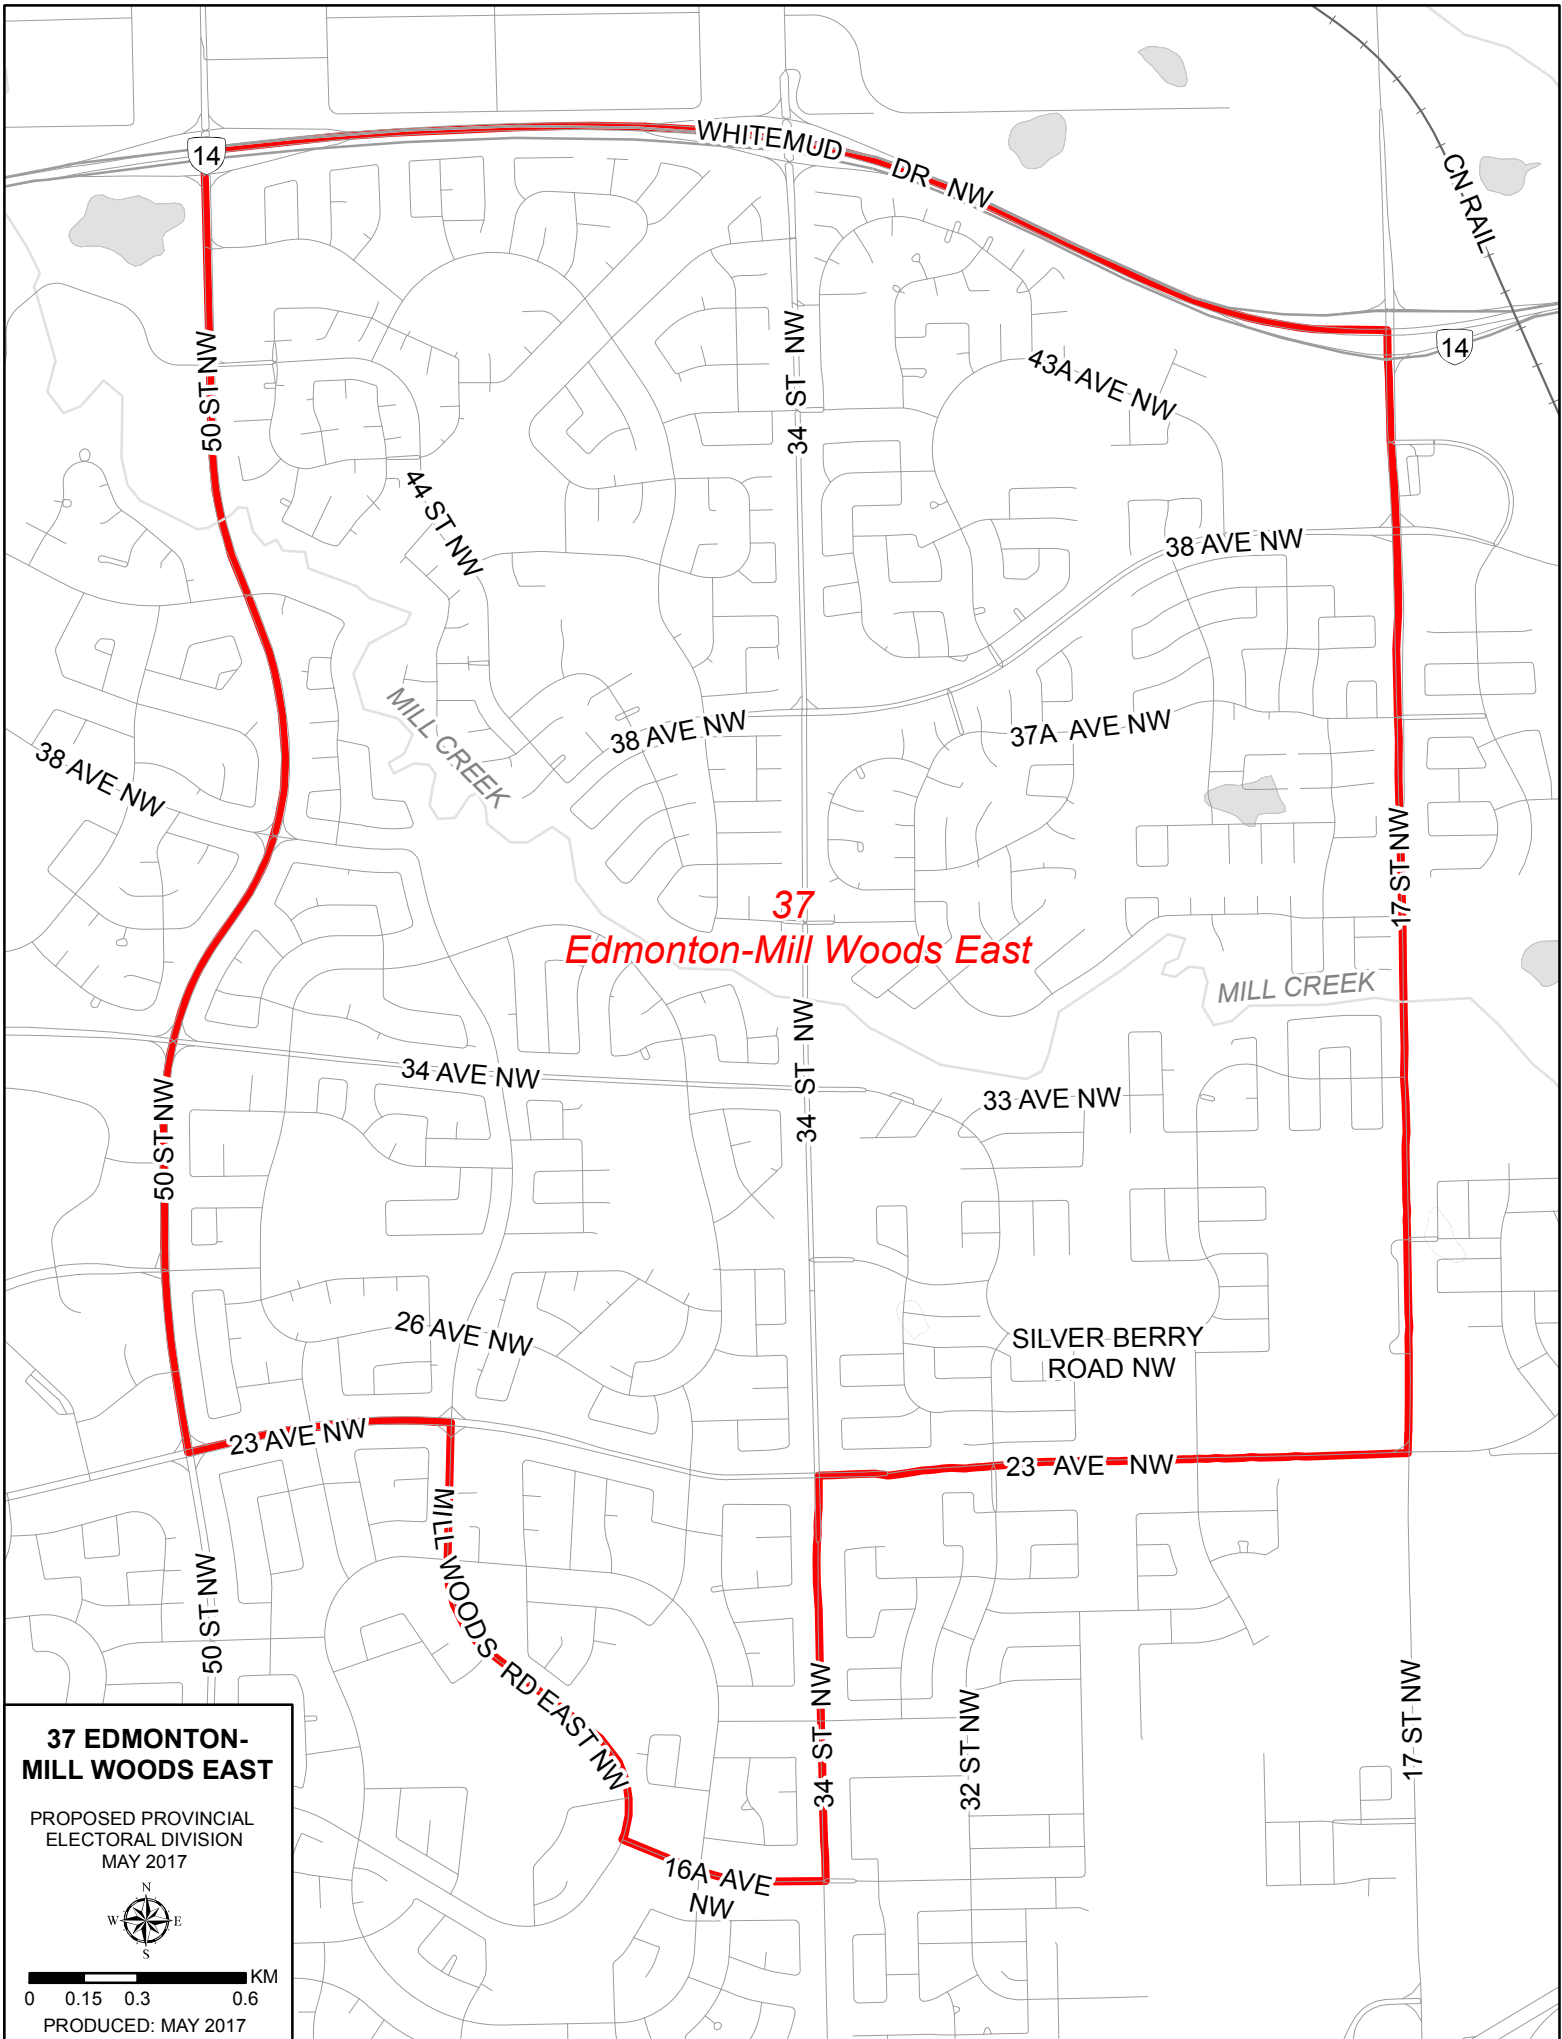 14
WHITEMUD DR NW
CN RAIL
50 ST NW
34 ST NW
43A AVE NW
14
44 ST NW
38 AVE NW
MILL CREEK
38 AVE NW
37A AVE NW
38 AVE NW
17 ST NW
37
Edmonton-Mill Woods East
MILL CREEK
34 ST NW
34 AVE NW
33 AVE NW
50 ST NW
26 AVE NW
SILVER BERRY
ROAD NW
23 AVE NW
23 AVE NW
MILL WOODS RD EAST NW
50 ST NW
34 ST NW
32 ST NW
17 ST NW
16A AVE
NW
37 EDMONTON-
MILL WOODS EAST
PROPOSED PROVINCIAL
ELECTORAL DIVISION
MAY 2017
N
W E
S
KM
0 0.15 0.3 0.6
PRODUCED: MAY 2017